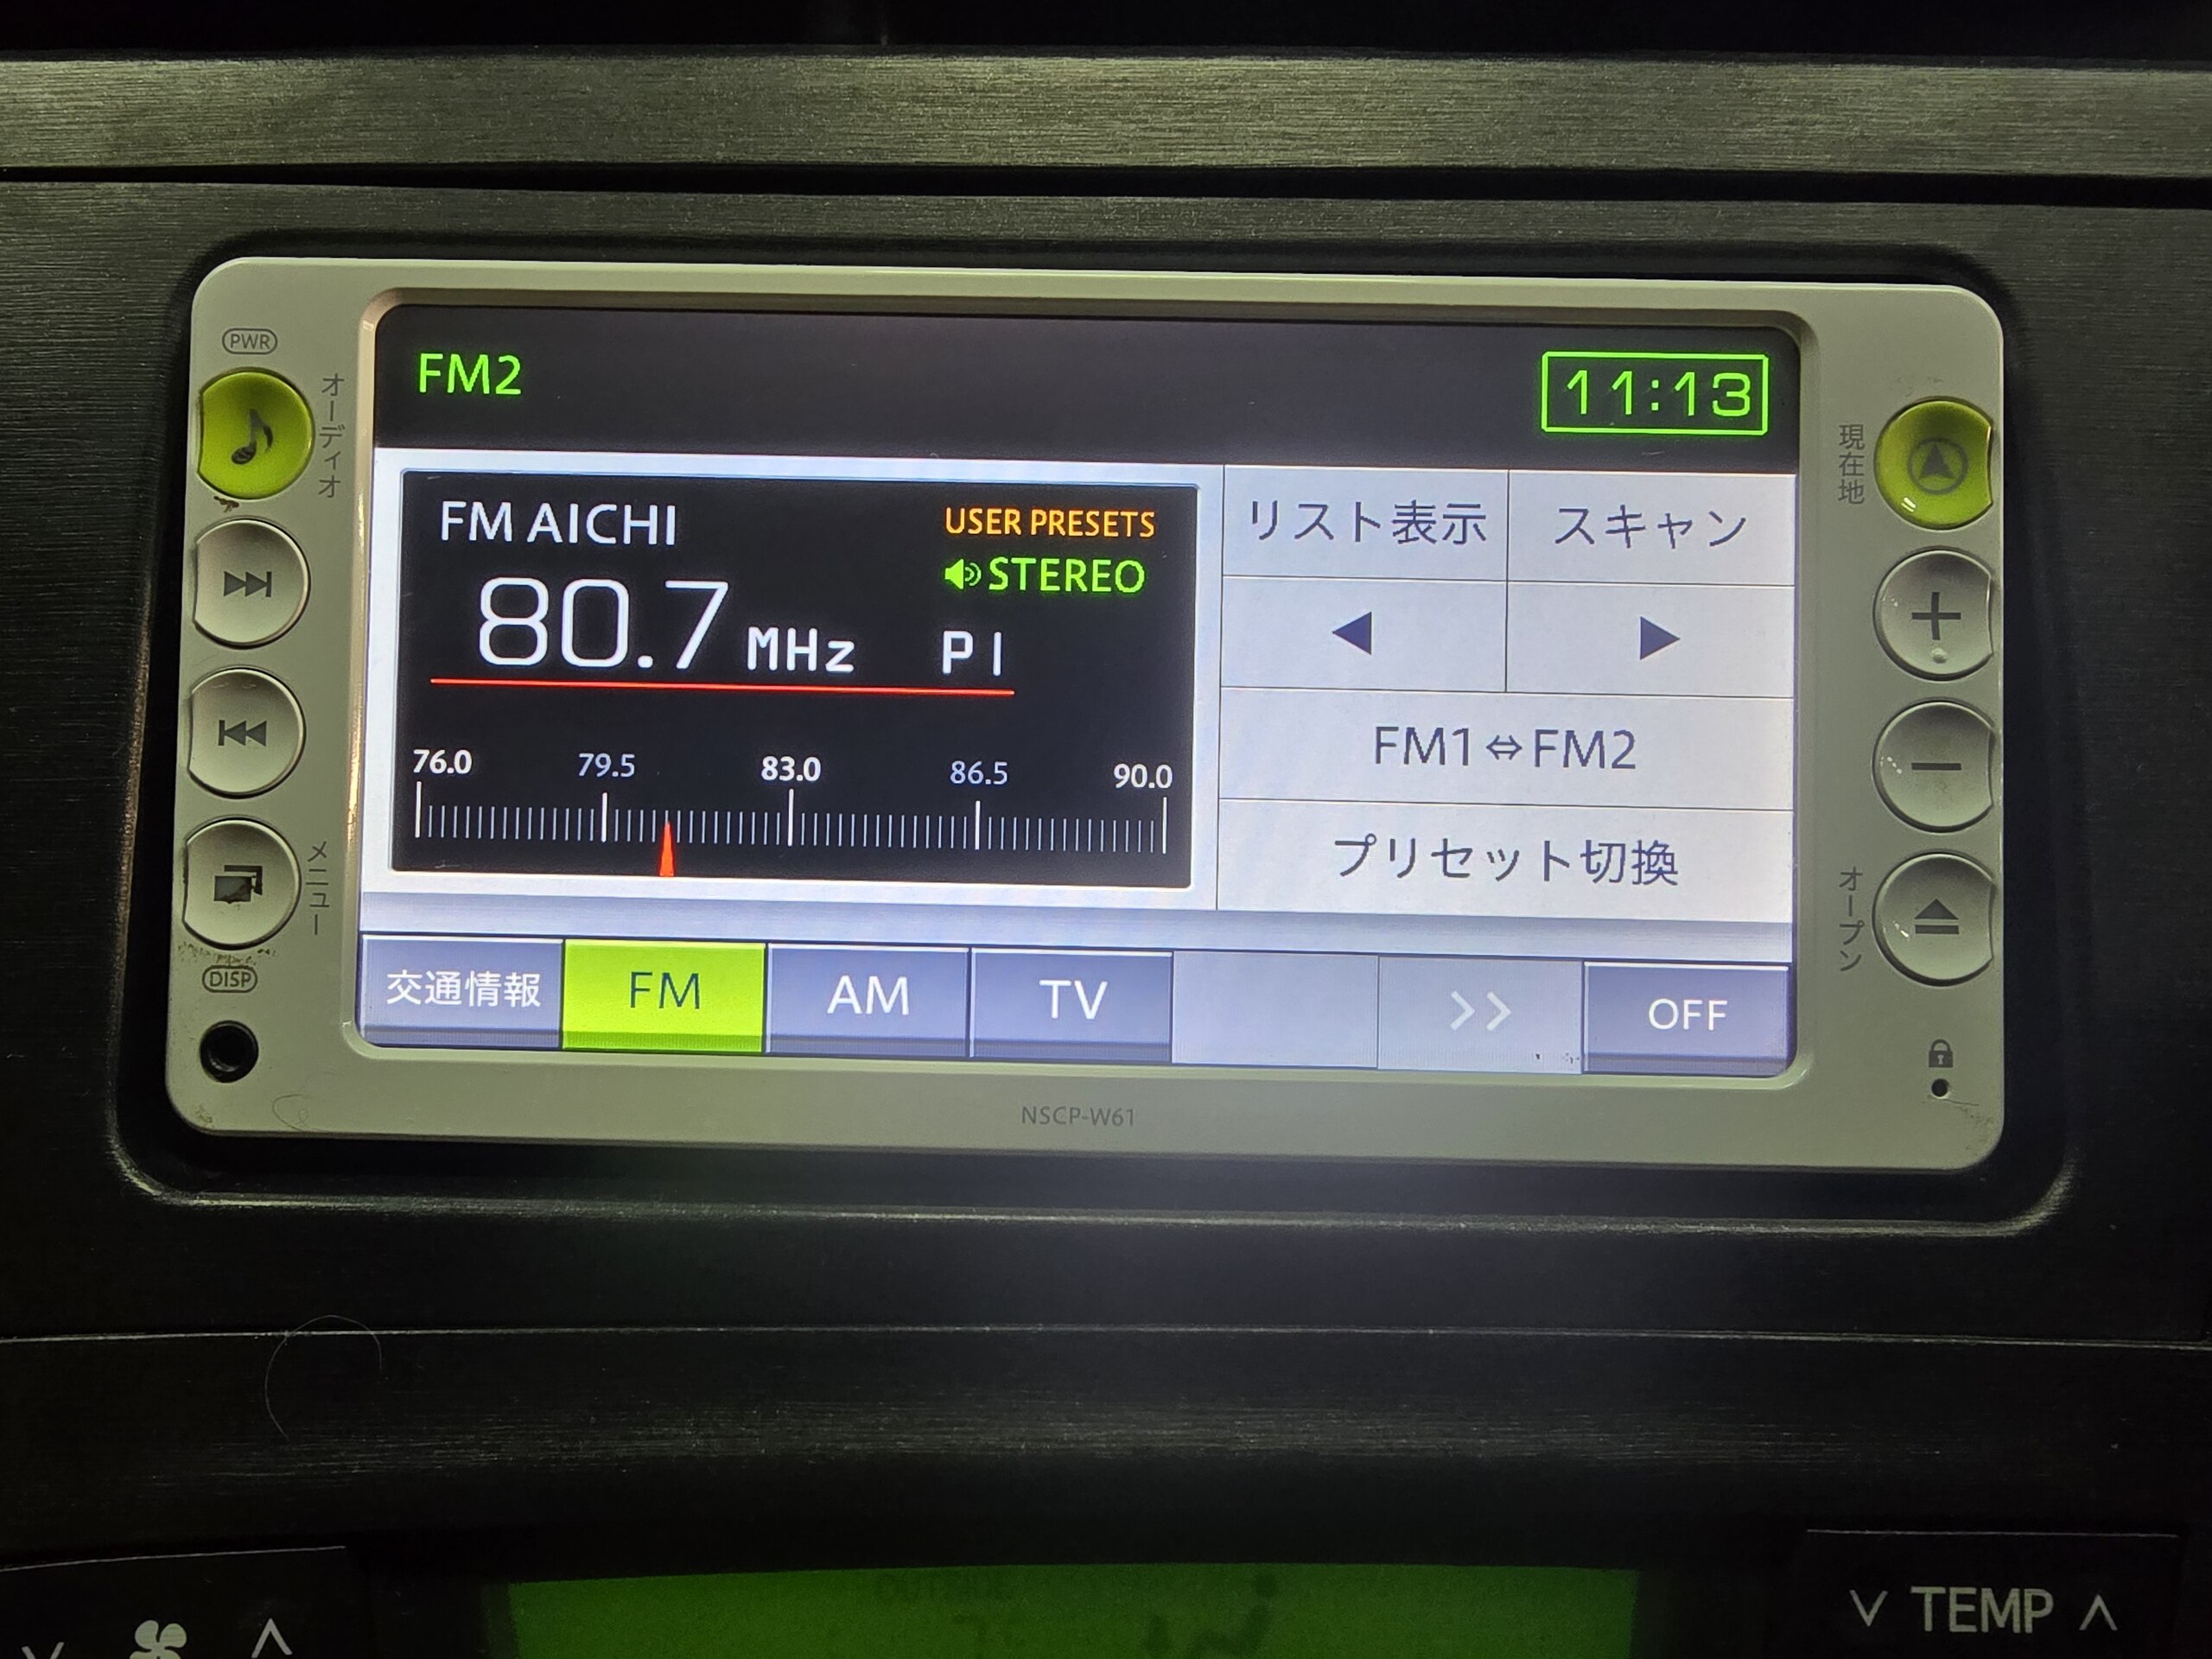 PWR
オーディオ
メニュー
DISP
FM2
11:13
FM AICHI
USER PRESETS
STEREO
80.7 MHz P1
76.0 79.5 83.0 86.5 90.0
リスト表示
スキャン
FM1⇔FM2
プリセット切換
交通情報
FM
AM
TV
>>
OFF
現在地
オープン
NSCP-W61
TEMP